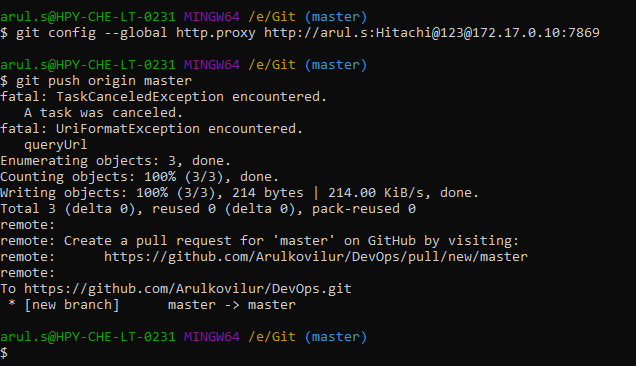 arul.s@HPY-CHE-LT-0231 MINGW64 /e/Git (master)
$ git config --global http.proxy http://arul.s:Hitachi@123@172.17.0.10:7869

arul.s@HPY-CHE-LT-0231 MINGW64 /e/Git (master)
$ git push origin master
fatal: TaskCanceledException encountered.
   A task was canceled.
fatal: UriFormatException encountered.
   queryUrl
Enumerating objects: 3, done.
Counting objects: 100% (3/3), done.
Writing objects: 100% (3/3), 214 bytes | 214.00 KiB/s, done.
Total 3 (delta 0), reused 0 (delta 0), pack-reused 0
remote:
remote: Create a pull request for 'master' on GitHub by visiting:
remote:      https://github.com/Arulkovilur/DevOps/pull/new/master
remote:
To https://github.com/Arulkovilur/DevOps.git
 * [new branch]      master -> master

arul.s@HPY-CHE-LT-0231 MINGW64 /e/Git (master)
$